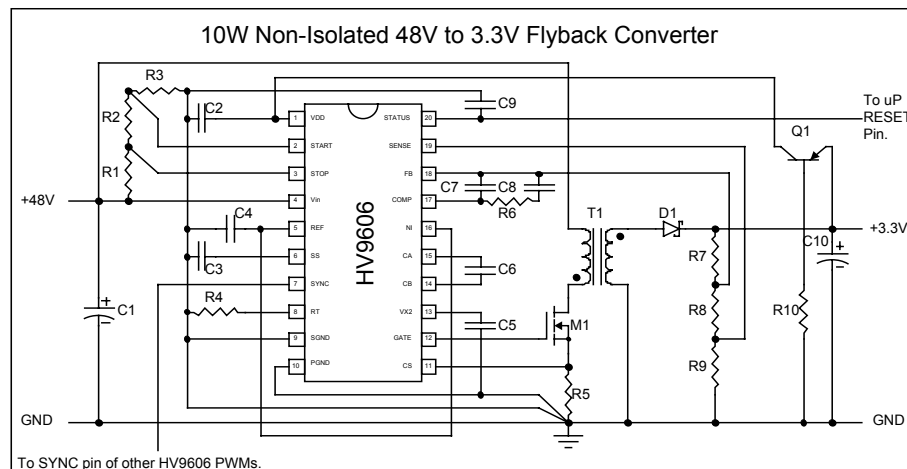 10W Non-Isolated 48V to 3.3V Flyback Converter
R3
C2
C9
R2
R1
+48V
C4
C3
R4
C1
GND
1 VDD
2 START
3 STOP
4 Vin
5 REF
6 SS
7 SYNC
8 RT
9 SGND
10 PGND
HV9606
STATUS 20
SENSE 19
FB 18
COMP 17
NI 16
CA 15
CB 14
VX2 13
GATE 12
CS 11
C7
C8
R6
C6
C5
T1
D1
M1
R5
R7
R8
R9
Q1
R10
C10
To uP
RESET
Pin.
+3.3V
GND
To SYNC pin of other HV9606 PWMs.